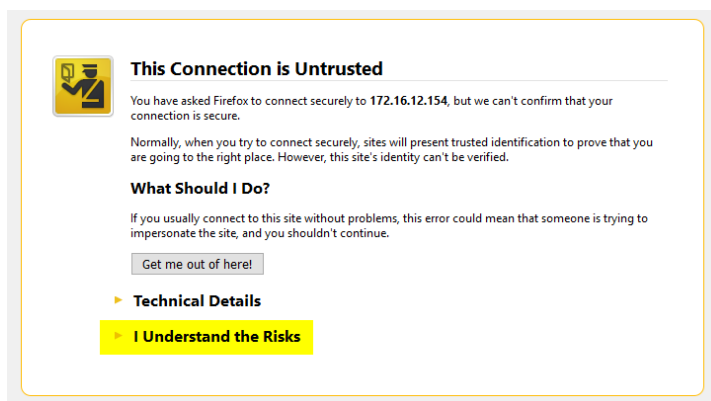 This Connection is Untrusted
You have asked Firefox to connect securely to 172.16.12.154, but we can't confirm that your
connection is secure.
Normally, when you try to connect securely, sites will present trusted identification to prove that you
are going to the right place. However, this site's identity can't be verified.
What Should I Do?
If you usually connect to this site without problems, this error could mean that someone is trying to
impersonate the site, and you shouldn't continue.
Get me out of here!
Technical Details
I Understand the Risks